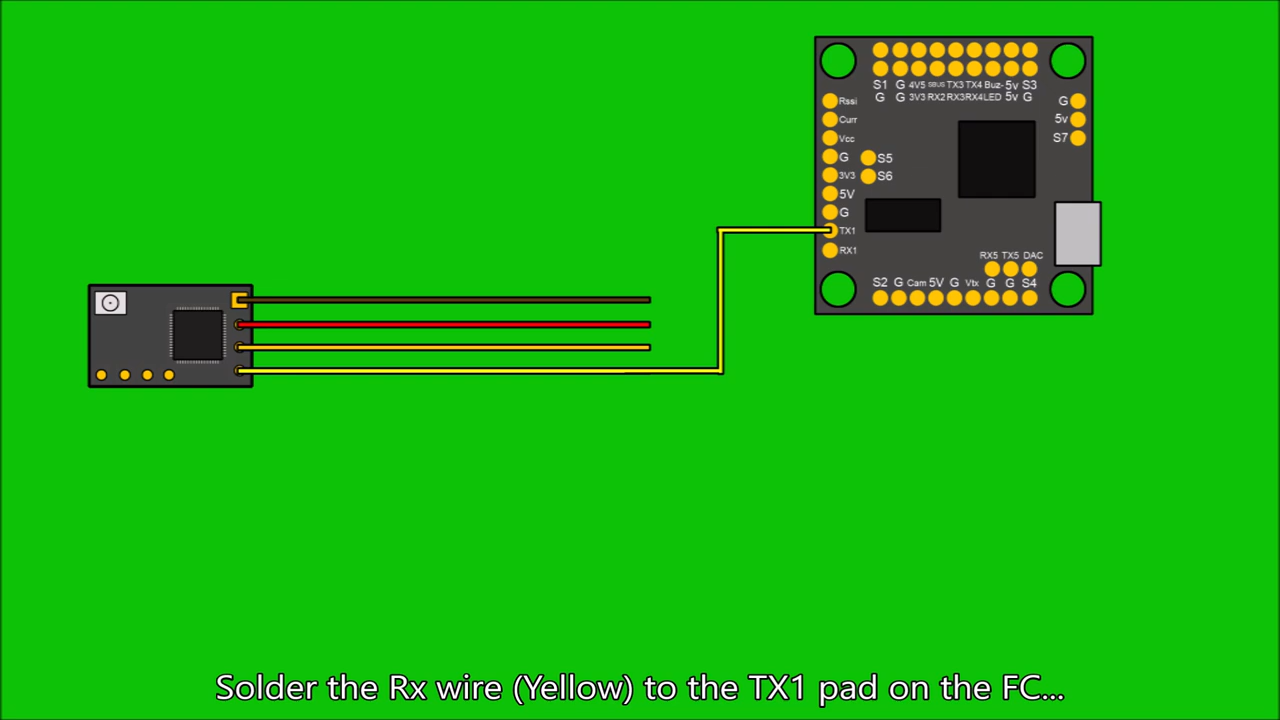 S1 G 4V5 SBUS TX3 TX4 Buz- 5v S3
G G 3V3 RX2 RX3 RX4 LED 5v G
Rssi
G
Curr
5v
Vcc
S7
G
S5
3V3
S6
5V
G
TX1
RX1
RX5 TX5 DAC
S2 G Cam 5V G Vtx G G S4
Solder the Rx wire (Yellow) to the TX1 pad on the FC...